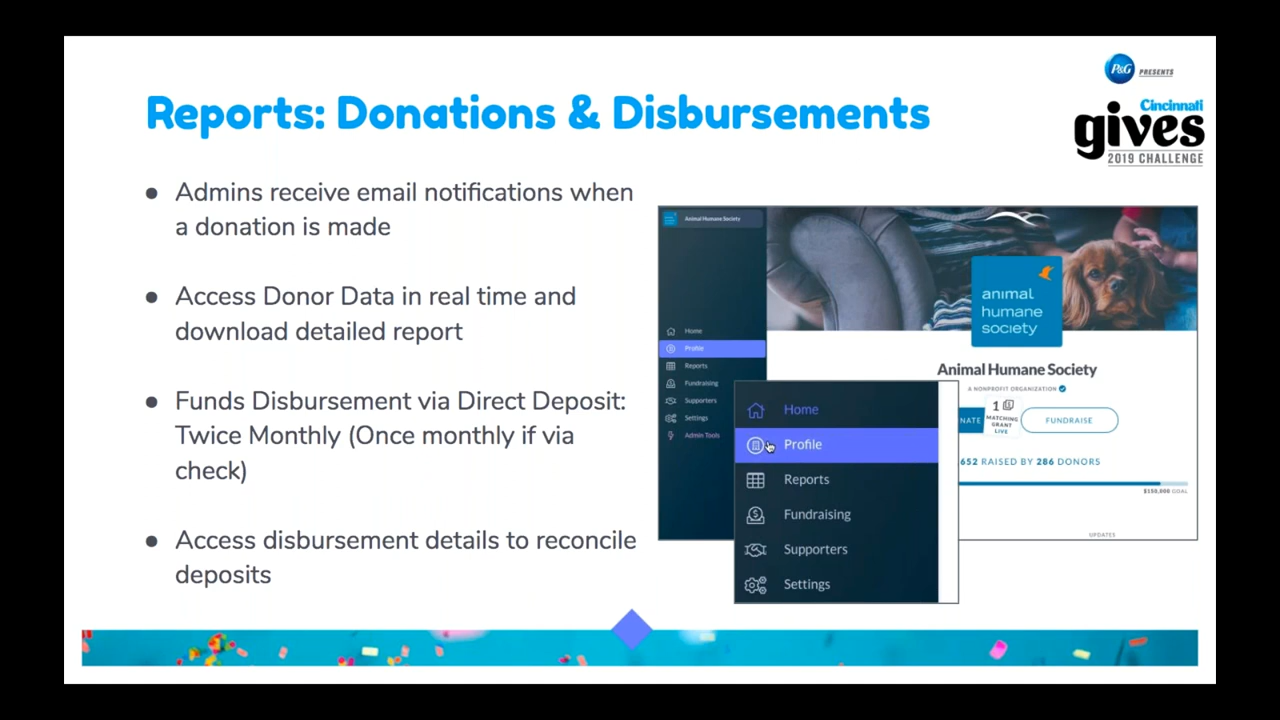 P&G PRESENTS
Cincinnati
gives
2019 CHALLENGE
Reports: Donations & Disbursements
● Admins receive email notifications when
a donation is made
● Access Donor Data in real time and
download detailed report
● Funds Disbursement via Direct Deposit:
Twice Monthly (Once monthly if via
check)
● Access disbursement details to reconcile
deposits
Animal Humane Society
Home
Profile
Reports
Fundraising
Supporters
Settings
Admin Tools
animal
humane
society
Animal Humane Society
A NONPROFIT ORGANIZATION
NATE
1
MATCHING
GRANT
LIVE
FUNDRAISE
652 RAISED BY 286 DONORS
$150,000 GOAL
UPDATES
Home
Profile
Reports
Fundraising
Supporters
Settings